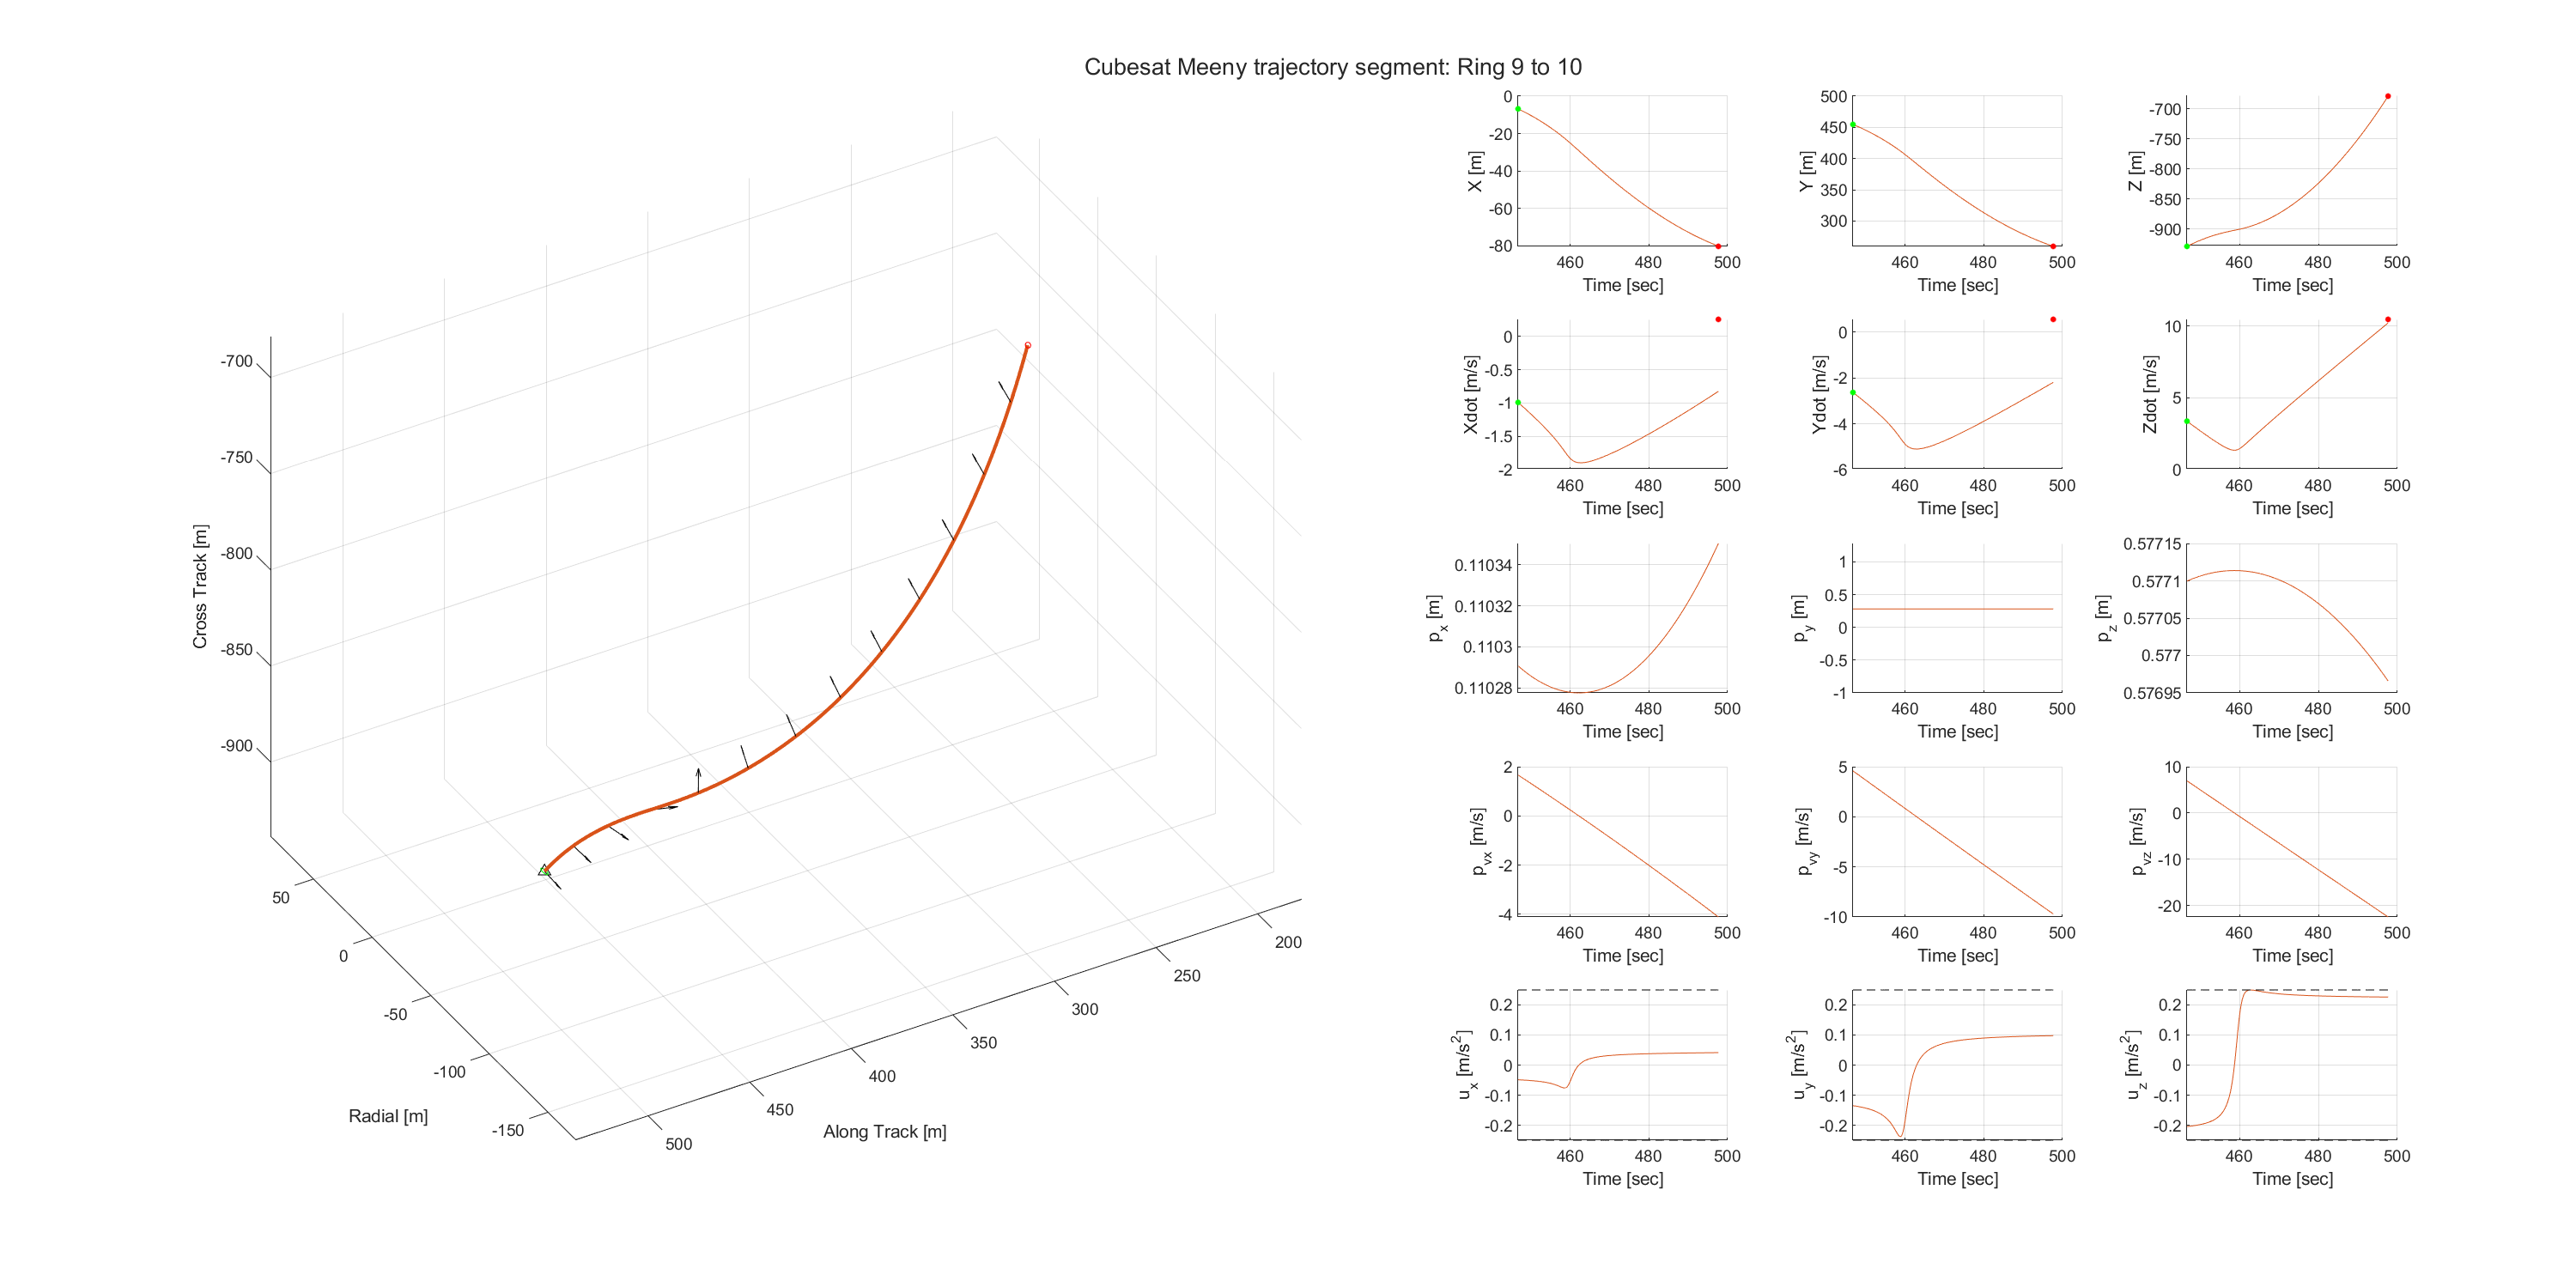 Cubesat Meeny trajectory segment: Ring 9 to 10
Cross Track [m]
-700
-750
-800
-850
-900
Radial [m]
50
0
-50
-100
-150
Along Track [m]
500
450
400
350
300
250
200
X [m]
0
-20
-40
-60
-80
460 480 500
Time [sec]
Y [m]
500
450
400
350
300
460 480 500
Time [sec]
Z [m]
-700
-750
-800
-850
-900
460 480 500
Time [sec]
Xdot [m/s]
0
-0.5
-1
-1.5
-2
460 480 500
Time [sec]
Ydot [m/s]
0
-2
-4
-6
460 480 500
Time [sec]
Zdot [m/s]
10
5
0
460 480 500
Time [sec]
p_x [m]
0.11034
0.11032
0.1103
0.11028
460 480 500
Time [sec]
p_y [m]
1
0.5
0
-0.5
-1
460 480 500
Time [sec]
p_z [m]
0.57715
0.5771
0.57705
0.577
0.57695
460 480 500
Time [sec]
p_vx [m/s]
2
0
-2
-4
460 480 500
Time [sec]
p_vy [m/s]
5
0
-5
-10
460 480 500
Time [sec]
p_vz [m/s]
10
0
-10
-20
460 480 500
Time [sec]
u_x [m/s²]
0.2
0.1
0
-0.1
-0.2
460 480 500
Time [sec]
u_y [m/s²]
0.2
0.1
0
-0.1
-0.2
460 480 500
Time [sec]
u_z [m/s²]
0.2
0.1
0
-0.1
-0.2
460 480 500
Time [sec]